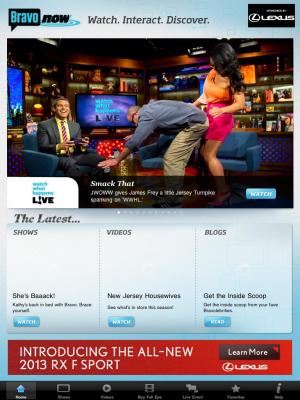 Bravo now Watch. Interact. Discover.
SPONSORED BY
LEXUS
watch
what
happens
LIVE
watch
what
happens
LIVE
Smack That
JWOWW gives James Frey a little Jersey Turnpike
spanking on 'WWHL.'
WATCH
The Latest...
SHOWS
VIDEOS
BLOGS
She's Baaack!
Kathy's back in bed with Bravo. Brace
yourself.
WATCH
New Jersey Housewives
See what's in store this season!
WATCH
Get the Inside Scoop
Get the inside scoop from your fave
Bravolebrities.
READ
INTRODUCING THE ALL-NEW
2013 RX F SPORT
Learn More
LEXUS
Home
Shows
Videos
Buy Full Eps
Live Event
Favorites
Info